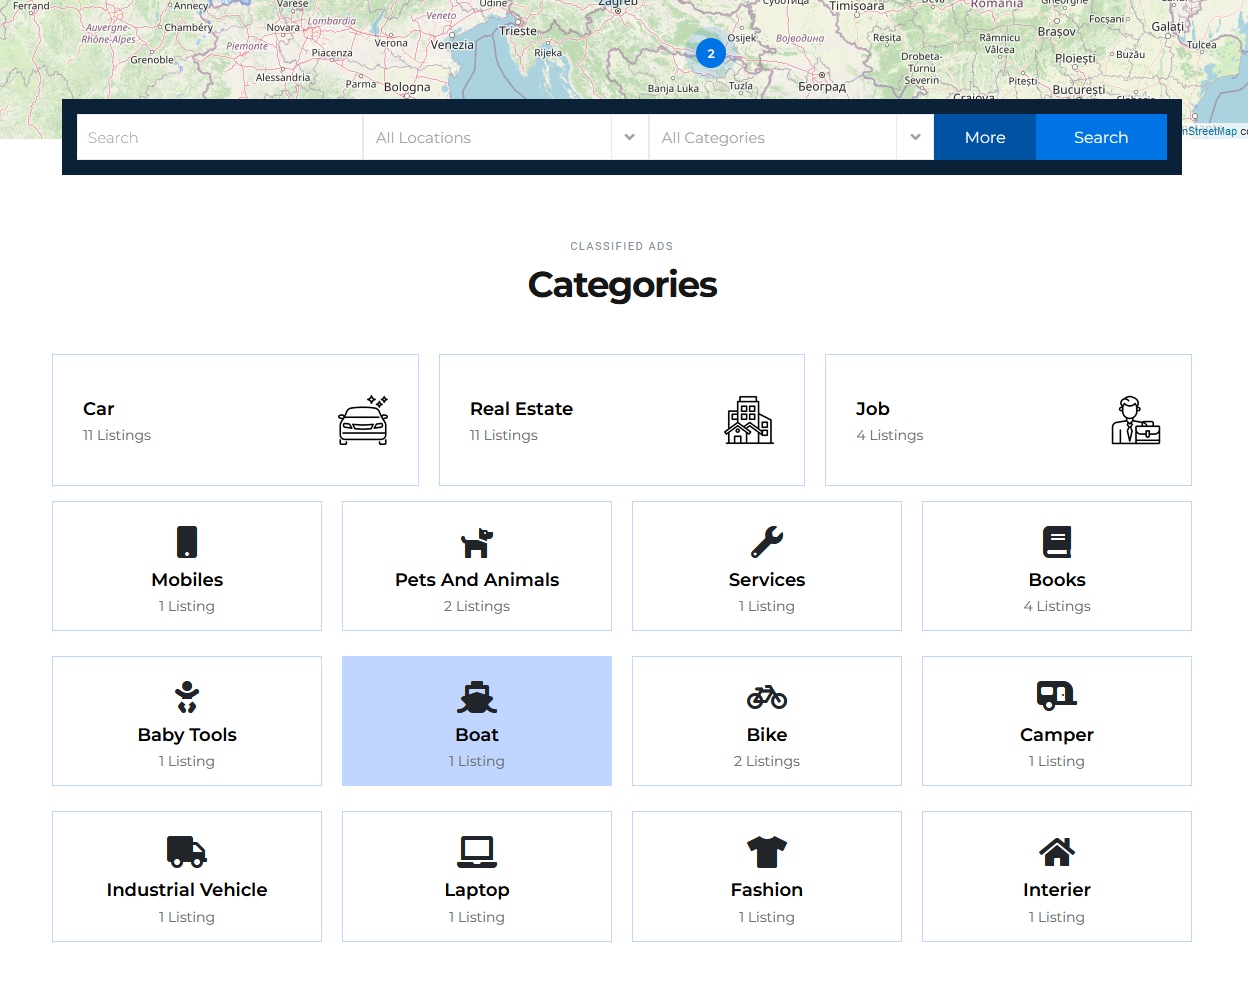 Ferrand
Annecy
Varese
Udine
Zagreb
Суботица
Timișoara
România
Focșani
Galați
Auvergne-
Rhône-Alpes
Chambéry
Novara
Lombardia
Veneto
Trieste
Osijek
Војводина
Reșița
Râmnicu
Vâlcea
Brașov
Tulcea
Grenoble
Piemonte
Piacenza
Verona
Venezia
Rijeka
2
Drobeta-
Turnu
Severin
Ploiești
Buzău
Alessandria
Parma
Bologna
Banja Luka
Tuzla
Београд
Pitești
București
Craiova
Slobozia
Search
All Locations
All Categories
More
Search
nStreetMap co
CLASSIFIED ADS
Categories
Car
11 Listings
Real Estate
11 Listings
Job
4 Listings
Mobiles
1 Listing
Pets And Animals
2 Listings
Services
1 Listing
Books
4 Listings
Baby Tools
1 Listing
Boat
1 Listing
Bike
2 Listings
Camper
1 Listing
Industrial Vehicle
1 Listing
Laptop
1 Listing
Fashion
1 Listing
Interier
1 Listing